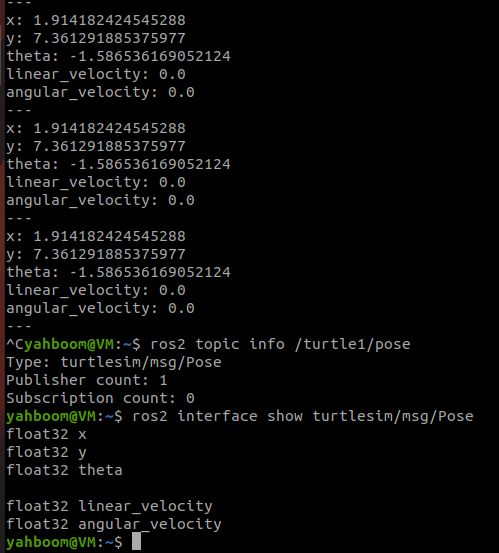 ---
x: 1.914182424545288
y: 7.361291885375977
theta: -1.586536169052124
linear_velocity: 0.0
angular_velocity: 0.0
---
x: 1.914182424545288
y: 7.361291885375977
theta: -1.586536169052124
linear_velocity: 0.0
angular_velocity: 0.0
---
x: 1.914182424545288
y: 7.361291885375977
theta: -1.586536169052124
linear_velocity: 0.0
angular_velocity: 0.0
---
^Cyahboom@VM:~$ ros2 topic info /turtle1/pose
Type: turtlesim/msg/Pose
Publisher count: 1
Subscription count: 0
yahboom@VM:~$ ros2 interface show turtlesim/msg/Pose
float32 x
float32 y
float32 theta

float32 linear_velocity
float32 angular_velocity
yahboom@VM:~$